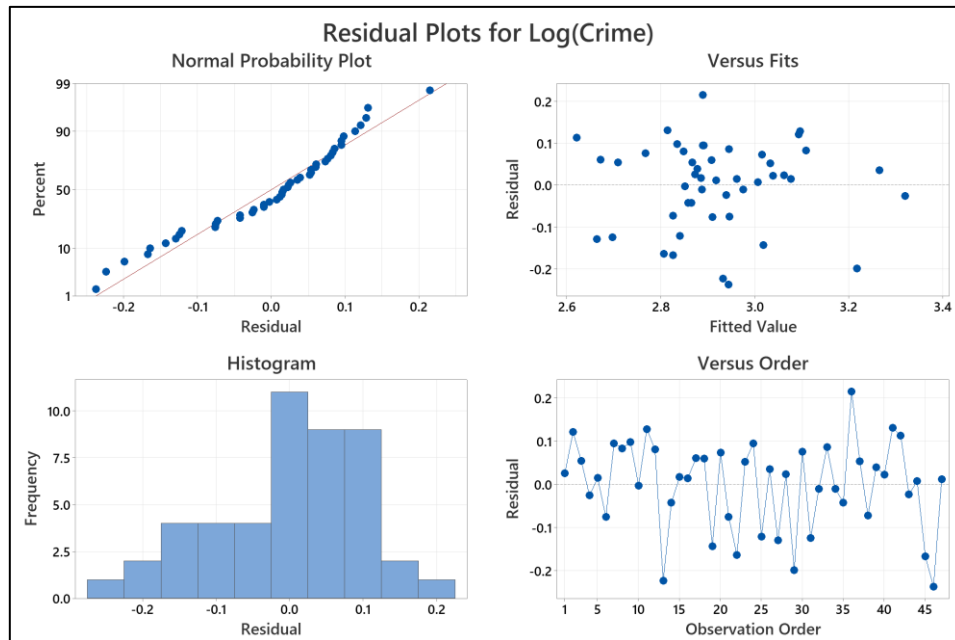 Residual Plots for Log(Crime)
Normal Probability Plot
99
90
50
10
1
Percent
-0.2 -0.1 0.0 0.1 0.2
Residual
Versus Fits
0.2
0.1
0.0
-0.1
-0.2
Residual
2.6 2.8 3.0 3.2 3.4
Fitted Value
Histogram
10.0
7.5
5.0
2.5
0.0
Frequency
-0.2 -0.1 0.0 0.1 0.2
Residual
Versus Order
0.2
0.1
0.0
-0.1
-0.2
Residual
1 5 10 15 20 25 30 35 40 45
Observation Order